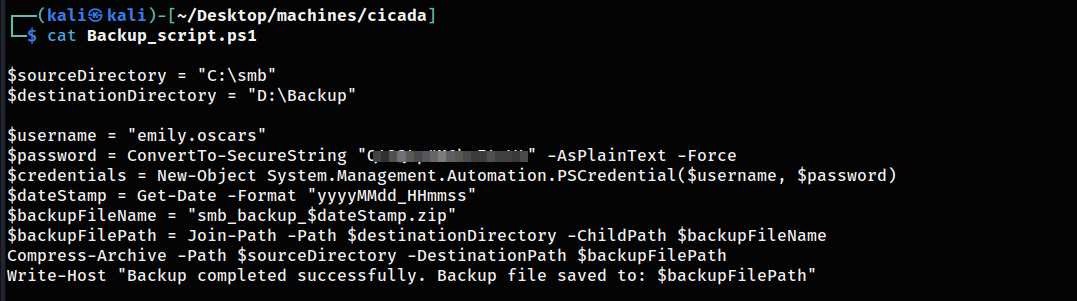 ┌──(kali㉿kali)-[~/Desktop/machines/cicada]
└─$ cat Backup_script.ps1
$sourceDirectory = "C:\smb"
$destinationDirectory = "D:\Backup"
$username = "emily.oscars"
$password = ConvertTo-SecureString "" -AsPlainText -Force
$credentials = New-Object System.Management.Automation.PSCredential($username, $password)
$dateStamp = Get-Date -Format "yyyyMMdd_HHmmss"
$backupFileName = "smb_backup_$dateStamp.zip"
$backupFilePath = Join-Path -Path $destinationDirectory -ChildPath $backupFileName
Compress-Archive -Path $sourceDirectory -DestinationPath $backupFilePath
Write-Host "Backup completed successfully. Backup file saved to: $backupFilePath"